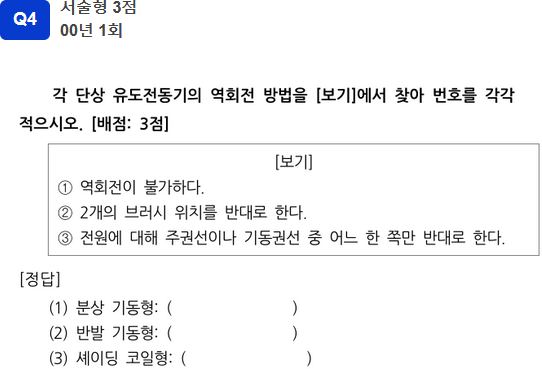 Q4
서술형 3점
00년 1회
각 단상 유도전동기의 역회전 방법을 [보기]에서 찾아 번호를 각각
적으시오. [배점: 3점]
[보기]
① 역회전이 불가하다.
② 2개의 브러시 위치를 반대로 한다.
③ 전원에 대해 주권선이나 기동권선 중 어느 한 쪽만 반대로 한다.
[정답]
(1) 분상 기동형: ( )
(2) 반발 기동형: ( )
(3) 셰이딩 코일형: ( )